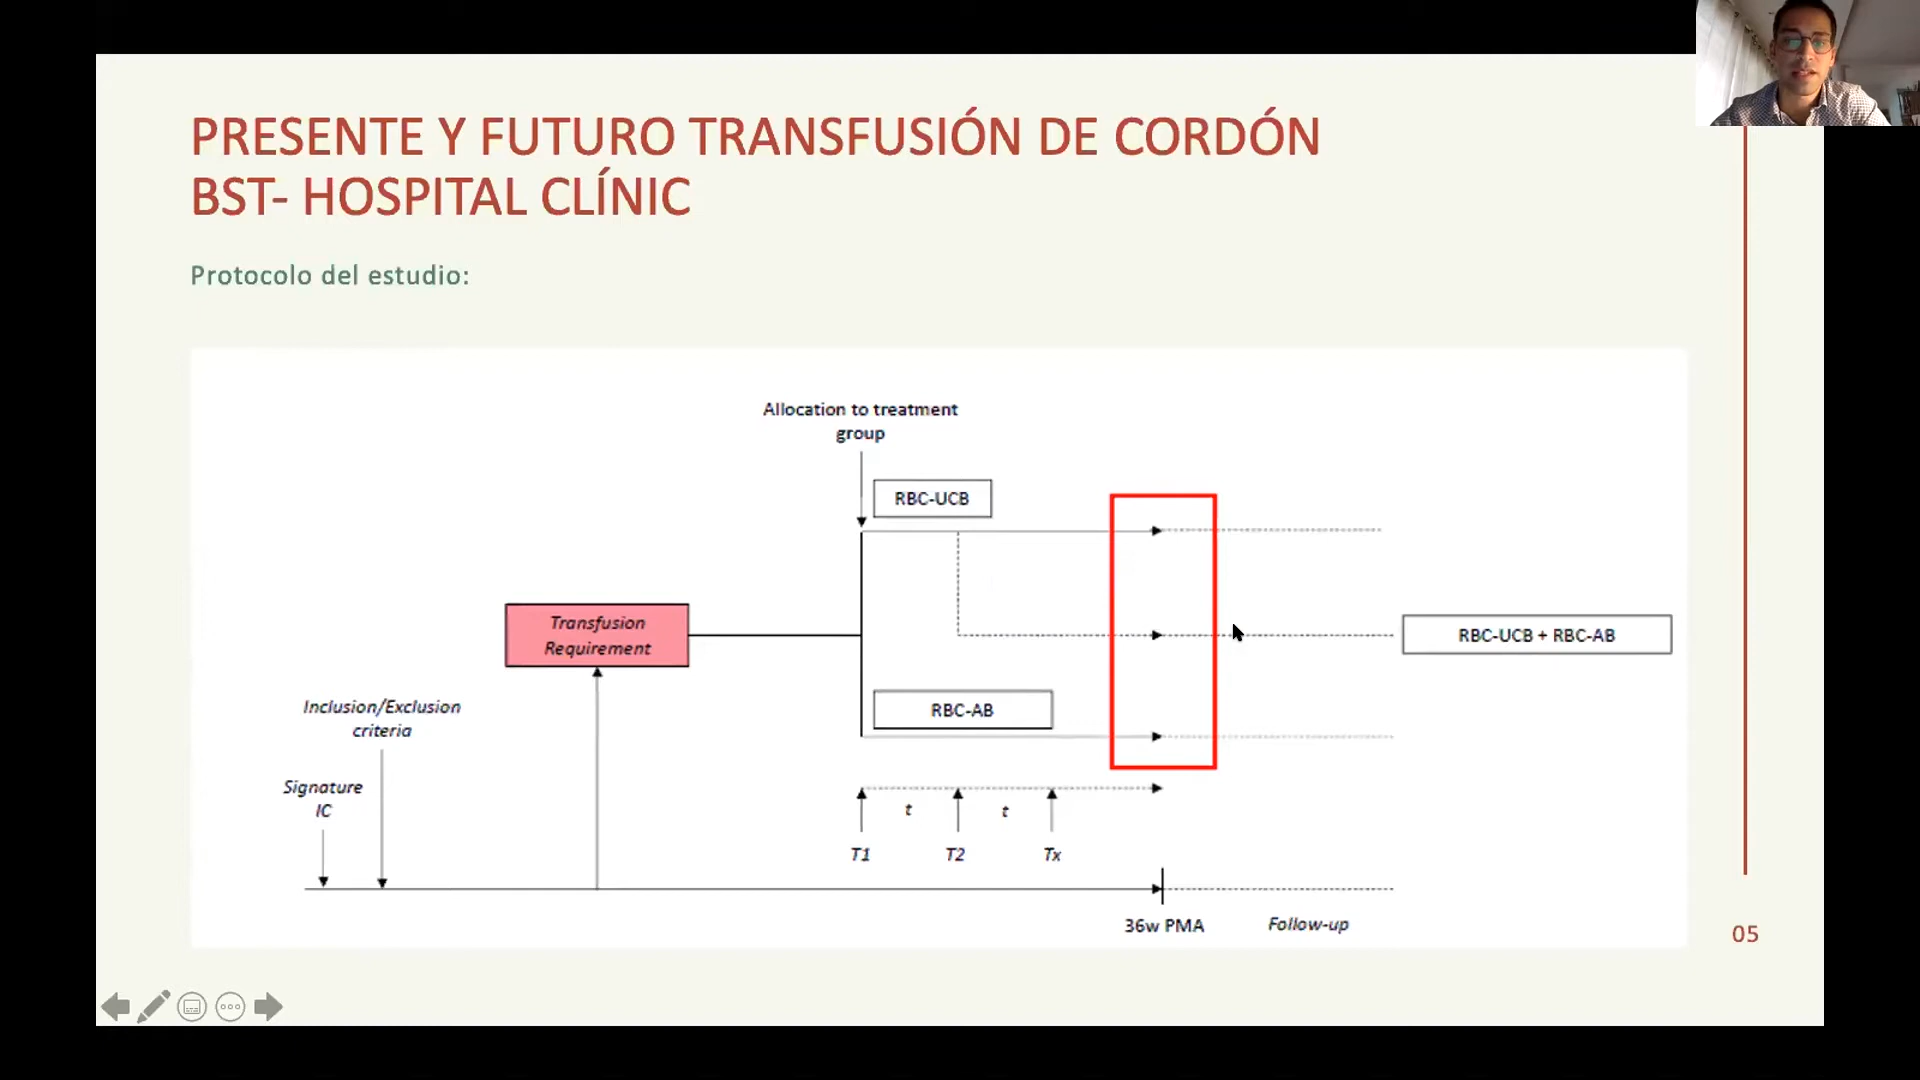 PRESENTE Y FUTURO TRANSFUSIÓN DE CORDÓN
BST- HOSPITAL CLÍNIC
Protocolo del estudio:
Allocation to treatment
group
RBC-UCB
Transfusion
Requirement
RBC-UCB + RBC-AB
RBC-AB
Inclusion/Exclusion
criteria
Signature
IC
t
t
T1
T2
Tx
36w PMA
Follow-up
05